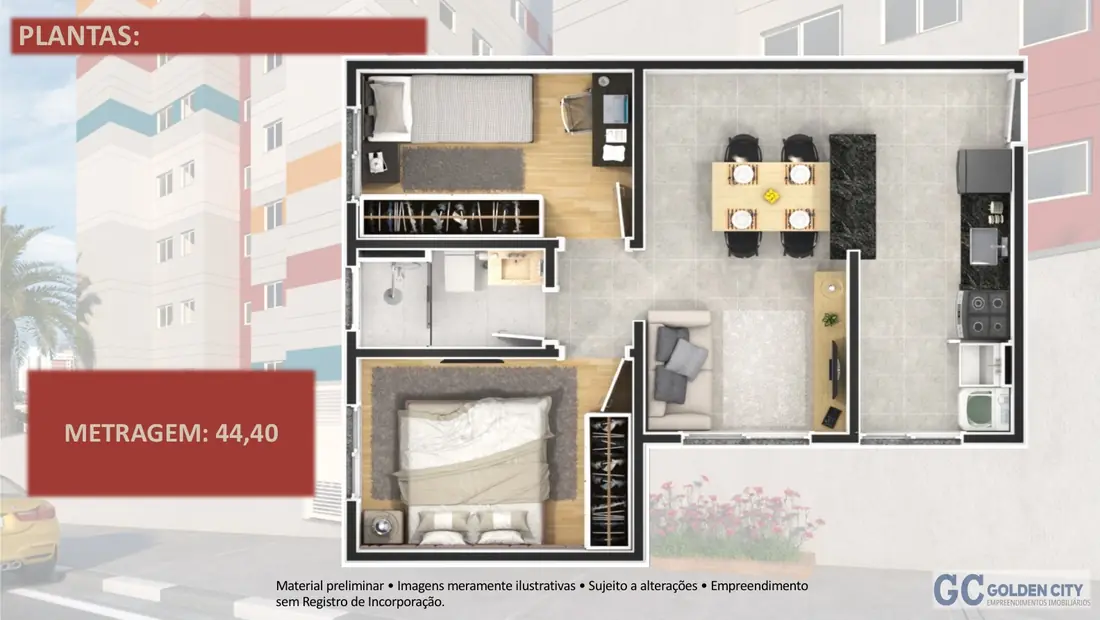 PLANTAS:
METRAGEM: 44,40
Material preliminar • Imagens meramente ilustrativas • Sujeito a alterações • Empreendimento
sem Registro de Incorporação.
GC GOLDEN CITY
EMPREENDIMENTOS IMOBILIÁRIOS